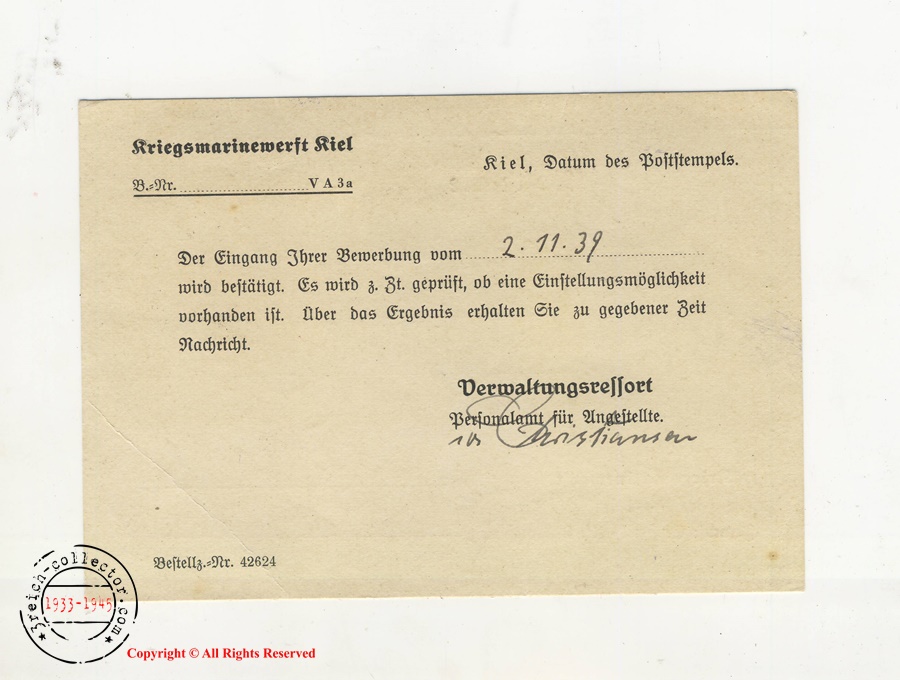 Kriegsmarinewerft Kiel
B.-Nr. ........................ V A 3a
Kiel, Datum des Poststempels.
Der Eingang Ihrer Bewerbung vom 2.11.39
wird bestätigt. Es wird z. Zt. geprüft, ob eine Einstellungsmöglichkeit
vorhanden ist. Über das Ergebnis erhalten Sie zu gegebener Zeit
Nachricht.
Verwaltungsressort
Personalamt für Angestellte.
Christiansen
Bestellz.-Nr. 42624
3reich-collector.com
1933-1945
Copyright © All Rights Reserved